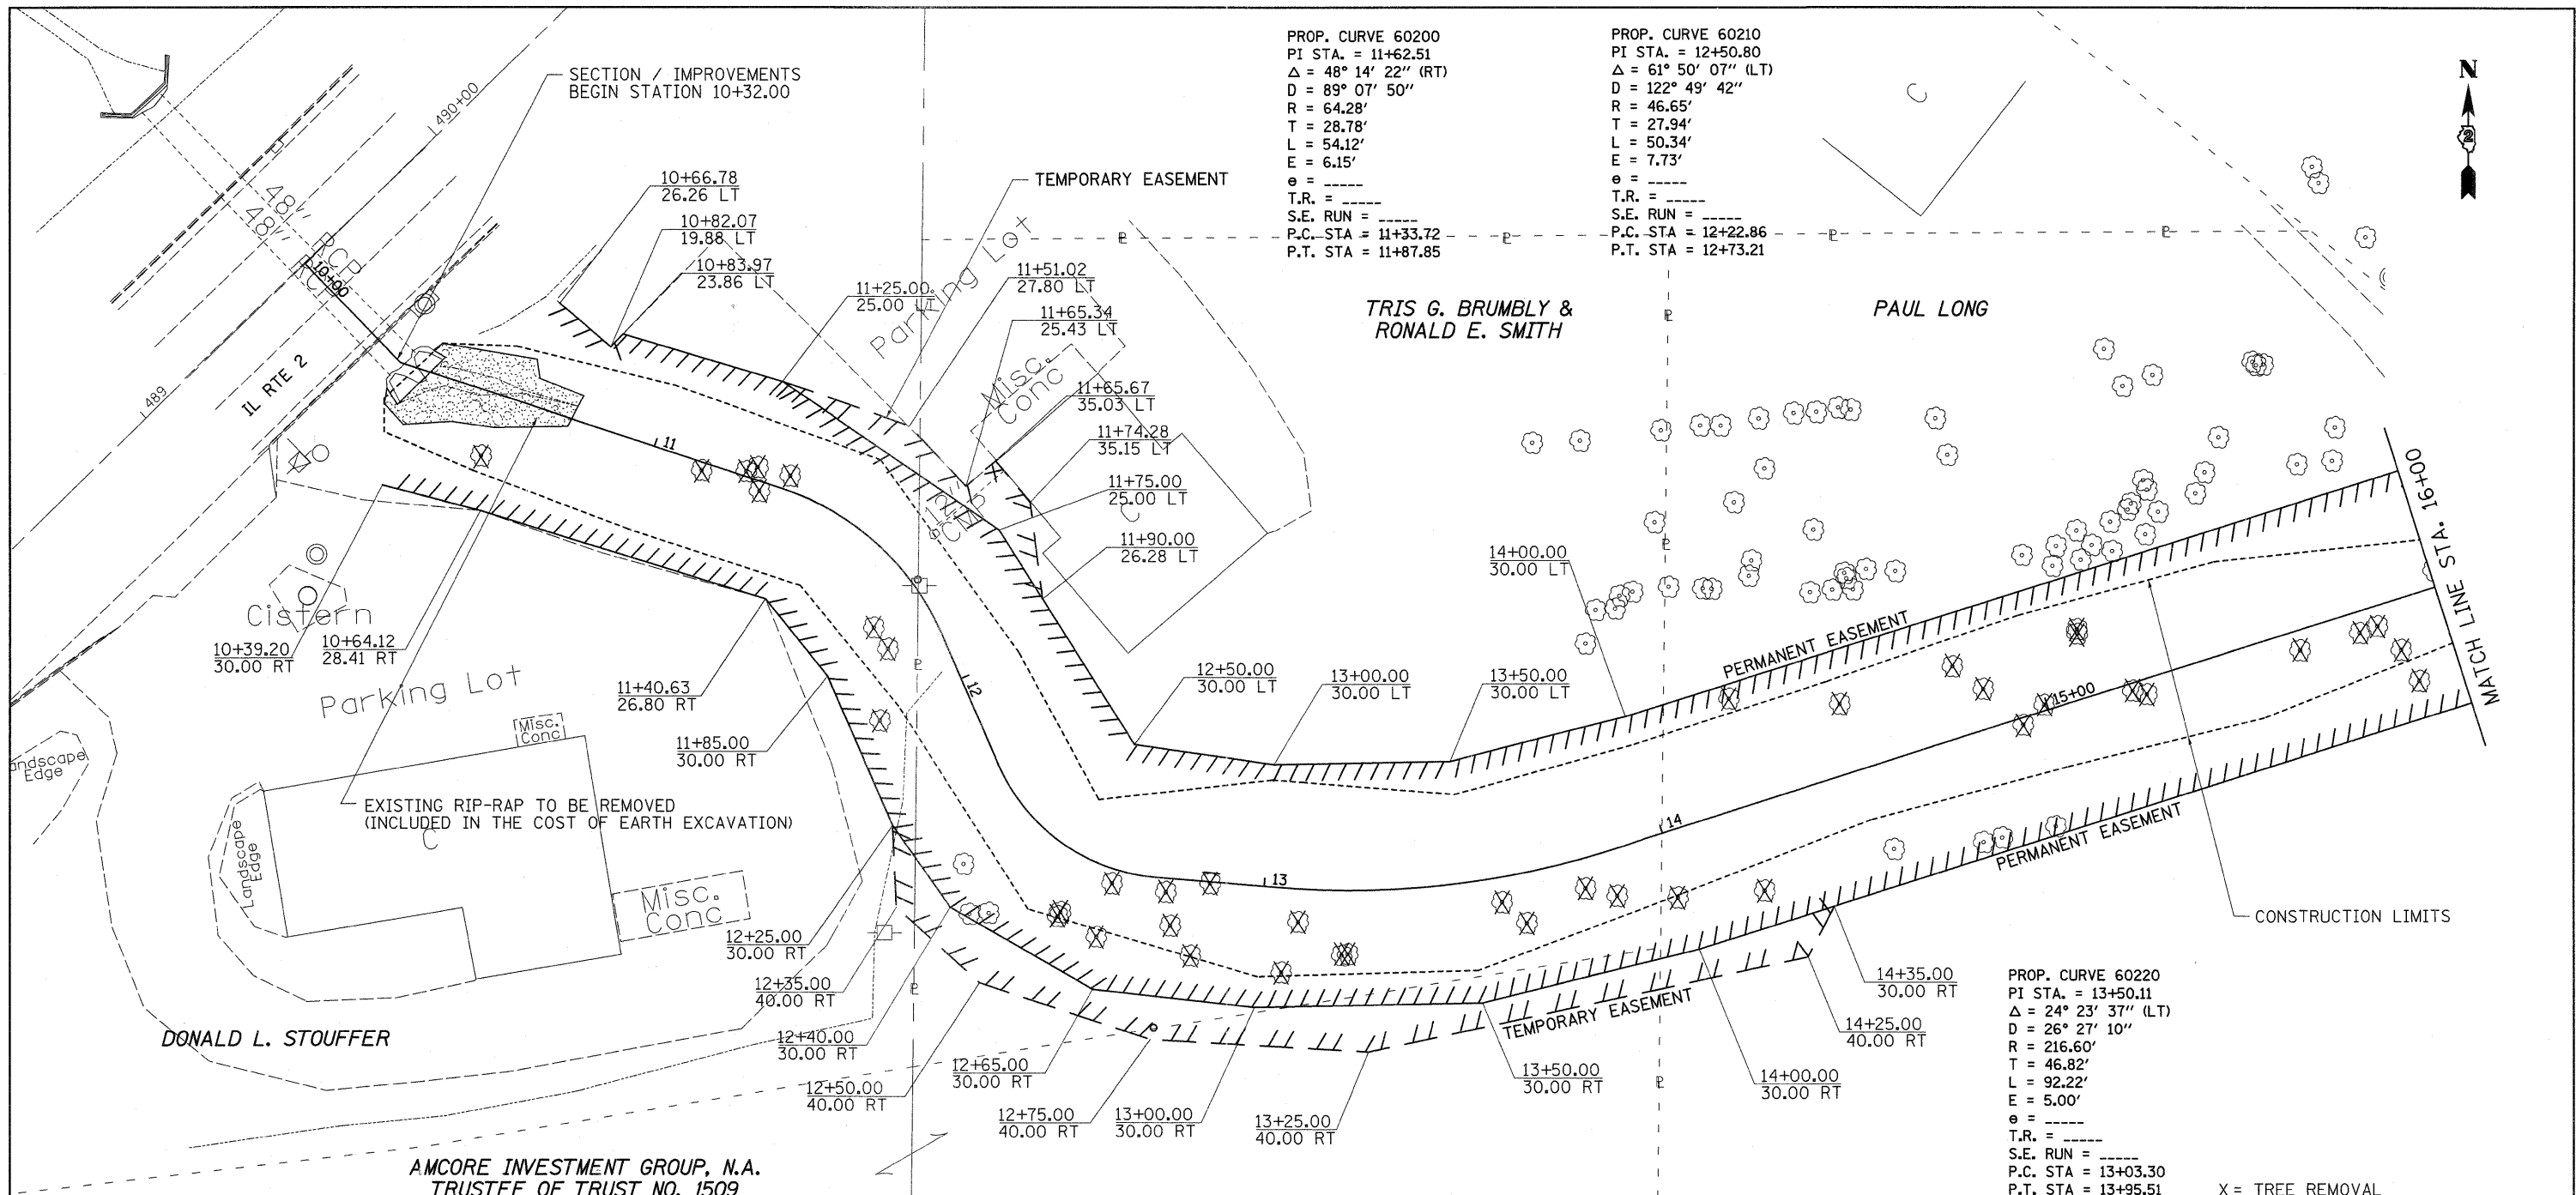 SECTION / IMPROVEMENTS
BEGIN STATION 10+32.00
PROP. CURVE 60200
PI STA. = 11+62.51
Δ = 48° 14' 22" (RT)
D = 89° 07' 50"
R = 64.28'
T = 28.78'
L = 54.12'
E = 6.15'
e = _____
T.R. = _____
S.E. RUN = _____
P.C. STA = 11+33.72
P.T. STA = 11+87.85
PROP. CURVE 60210
PI STA. = 12+50.80
Δ = 61° 50' 07" (LT)
D = 122° 49' 42"
R = 46.65'
T = 27.94'
L = 50.34'
E = 7.73'
e = _____
T.R. = _____
S.E. RUN = _____
P.C. STA = 12+22.86
P.T. STA = 12+73.21
C
N
2
490+00
489
IL RTE 2
48"
48"
RCP
10+00
10+66.78
26.26 LT
10+82.07
19.88 LT
10+83.97
23.86 LT
TEMPORARY EASEMENT
11+25.00
25.00 LT
Parking Lot
11+51.02
27.80 LT
11+65.34
25.43 LT
Misc.
Conc
11+65.67
35.03 LT
11+74.28
35.15 LT
11+75.00
25.00 LT
C
11+90.00
26.28 LT
12"
CMP
TRIS G. BRUMBLY &
RONALD E. SMITH
PAUL LONG
11
12
13
14
15+00
14+00.00
30.00 LT
PERMANENT EASEMENT
MATCH LINE STA. 16+00
Cistern
10+39.20
30.00 RT
10+64.12
28.41 RT
Parking Lot
11+40.63
26.80 RT
11+85.00
30.00 RT
12+50.00
30.00 LT
13+00.00
30.00 LT
13+50.00
30.00 LT
Misc.
Conc
andscape
Edge
EXISTING RIP-RAP TO BE REMOVED
(INCLUDED IN THE COST OF EARTH EXCAVATION)
C
Landscape
Edge
Misc.
Conc
PERMANENT EASEMENT
CONSTRUCTION LIMITS
12+25.00
30.00 RT
12+35.00
40.00 RT
12+40.00
30.00 RT
12+50.00
40.00 RT
12+65.00
30.00 RT
12+75.00
40.00 RT
13+00.00
30.00 RT
13+25.00
40.00 RT
TEMPORARY EASEMENT
13+50.00
30.00 RT
14+00.00
30.00 RT
14+25.00
40.00 RT
14+35.00
30.00 RT
DONALD L. STOUFFER
AMCORE INVESTMENT GROUP, N.A.
TRUSTEE OF TRUST NO. 1509
PROP. CURVE 60220
PI STA. = 13+50.11
Δ = 24° 23' 37" (LT)
D = 26° 27' 10"
R = 216.60'
T = 46.82'
L = 92.22'
E = 5.00'
e = _____
T.R. = _____
S.E. RUN = _____
P.C. STA = 13+03.30
P.T. STA = 13+95.51
X = TREE REMOVAL